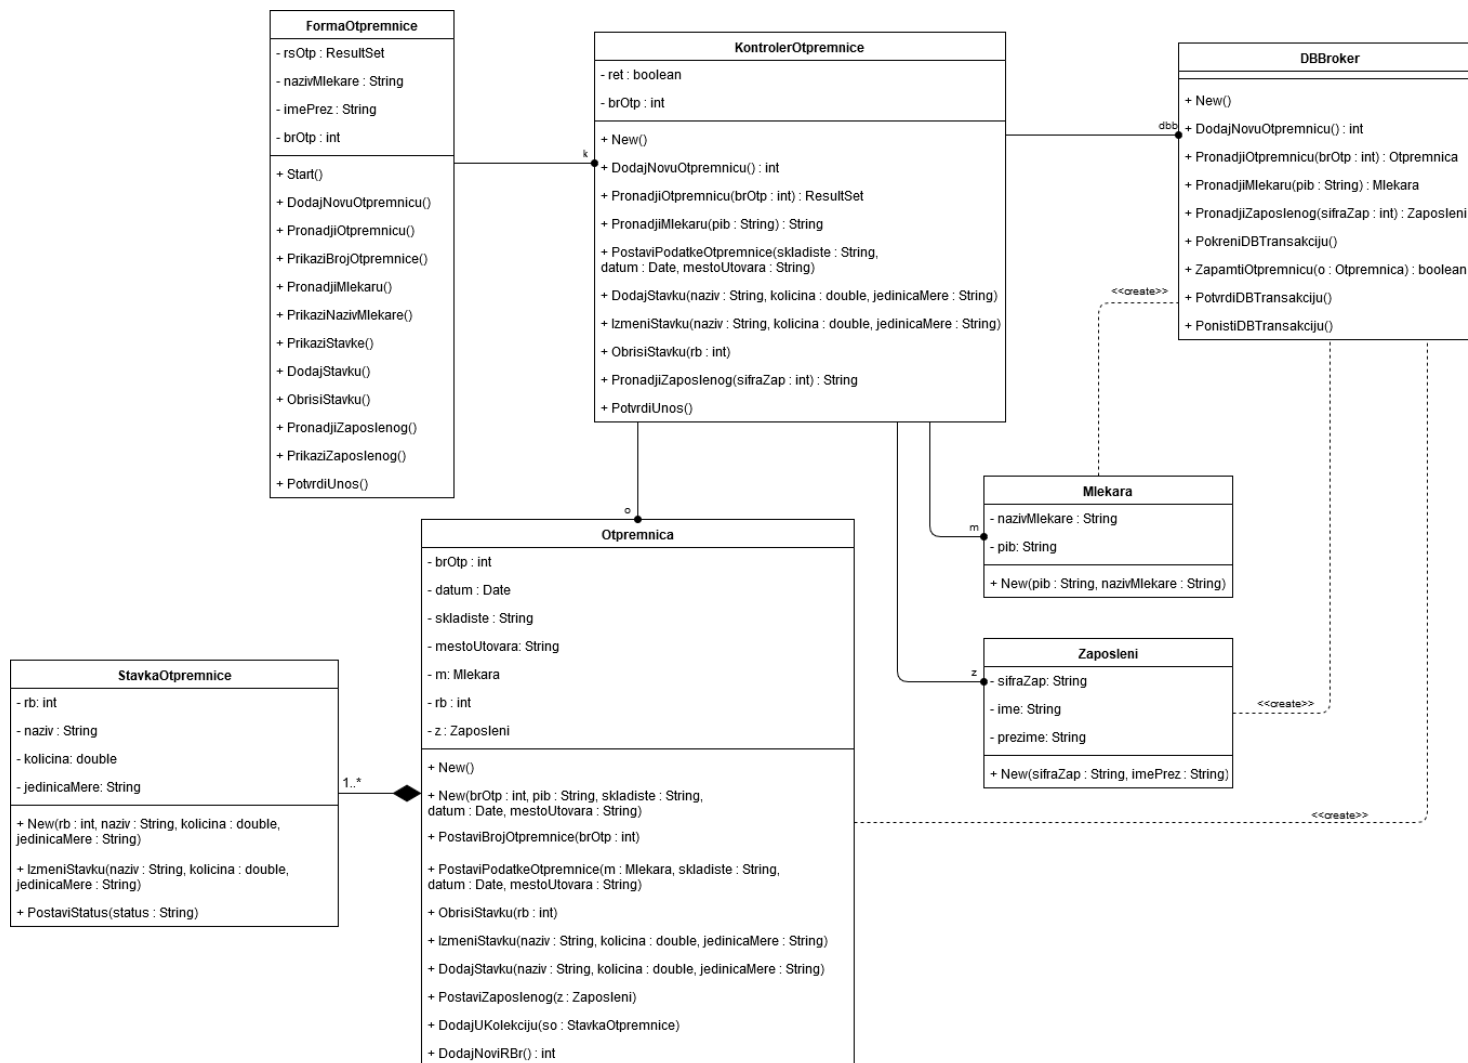 FormaOtpremnice
- rsOtp : ResultSet
- nazivMlekare : String
- imePrez : String
- brOtp : int
+ Start()
+ DodajNovuOtpremnicu()
+ PronadjiOtpremnicu()
+ PrikaziBrojOtpremnice()
+ PronadjiMlekaru()
+ PrikaziNazivMlekare()
+ PrikaziStavke()
+ DodajStavku()
+ ObrisiStavku()
+ PronadjiZaposlenog()
+ PrikaziZaposlenog()
+ PotvrdiUnos()
k
KontrolerOtpremnice
- ret : boolean
- brOtp : int
+ New()
+ DodajNovuOtpremnicu() : int
+ PronadjiOtpremnicu(brOtp : int) : ResultSet
+ PronadjiMlekaru(pib : String) : String
+ PostaviPodatkeOtpremnice(skladiste : String,
datum : Date, mestoUtovara : String)
+ DodajStavku(naziv : String, kolicina : double, jedinicaMere : String)
+ IzmeniStavku(naziv : String, kolicina : double, jedinicaMere : String)
+ ObrisiStavku(rb : int)
+ PronadjiZaposlenog(sifraZap : int) : String
+ PotvrdiUnos()
dbb
DBBroker
+ New()
+ DodajNovuOtpremnicu() : int
+ PronadjiOtpremnicu(brOtp : int) : Otpremnica
+ PronadjiMlekaru(pib : String) : Mlekara
+ PronadjiZaposlenog(sifraZap : int) : Zaposleni
+ PokreniDBTransakciju()
+ ZapamtiOtpremnicu(o : Otpremnica) : boolean
+ PotvrdiDBTransakciju()
+ PonistiDBTransakciju()
<<create>>
m
Mlekara
- nazivMlekare : String
- pib: String
+ New(pib : String, nazivMlekare : String)
z
Zaposleni
- sifraZap: String
- ime: String
- prezime: String
+ New(sifraZap : String, imePrez : String)
<<create>>
<<create>>
o
Otpremnica
- brOtp : int
- datum : Date
- skladiste : String
- mestoUtovara: String
- m: Mlekara
- rb : int
- z : Zaposleni
+ New()
+ New(brOtp : int, pib : String, skladiste : String,
datum : Date, mestoUtovara : String)
+ PostaviBrojOtpremnice(brOtp : int)
+ PostaviPodatkeOtpremnice(m : Mlekara, skladiste : String,
datum : Date, mestoUtovara : String)
+ ObrisiStavku(rb : int)
+ IzmeniStavku(naziv : String, kolicina : double, jedinicaMere : String)
+ DodajStavku(naziv : String, kolicina : double, jedinicaMere : String)
+ PostaviZaposlenog(z : Zaposleni)
+ DodajUKolekciju(so : StavkaOtpremnice)
+ DodajNoviRBr() : int
1..*
StavkaOtpremnice
- rb: int
- naziv : String
- kolicina: double
- jedinicaMere: String
+ New(rb : int, naziv : String, kolicina : double,
jedinicaMere : String)
+ IzmeniStavku(naziv : String, kolicina : double,
jedinicaMere : String)
+ PostaviStatus(status : String)